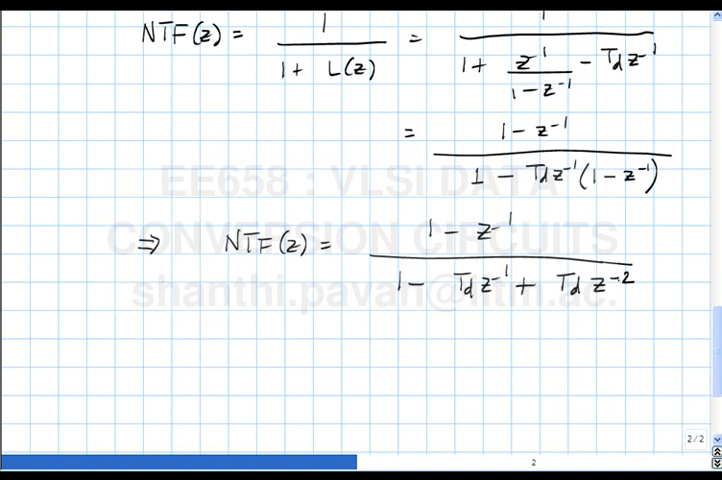 NTF(z) = 1 / (1 + L(z)) = 1 / (1 + z⁻¹/(1 - z⁻¹) - T_d z⁻¹)
= (1 - z⁻¹) / (1 - T_d z⁻¹(1 - z⁻¹))
EE658 : VLSI DATA
⇒ NTF(z) = (1 - z⁻¹) / (1 - T_d z⁻¹ + T_d z⁻²)
CONVERSION CIRCUITS
shanthi.pavan@iitm.ac.
2/2
2